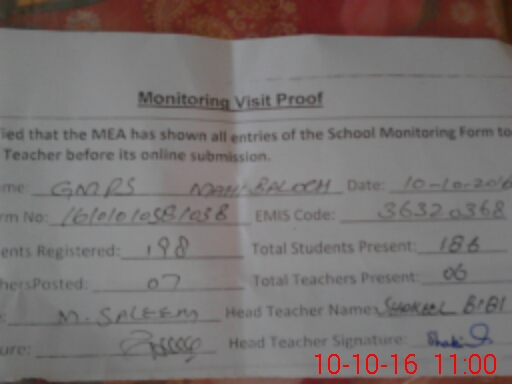 Monitoring Visit Proof
ied that the MEA has shown all entries of the School Monitoring Form to
Teacher before its online submission.
me: GMPS BALOCH Date: 10-10-2016
rm No: EMIS Code: 36320368
ents Registered: 198 Total Students Present: 186
hersPosted: 07 Total Teachers Present: 06
M. SALEEM Head Teacher Name: BIBI
ure: Head Teacher Signature:
10-10-16 11:00